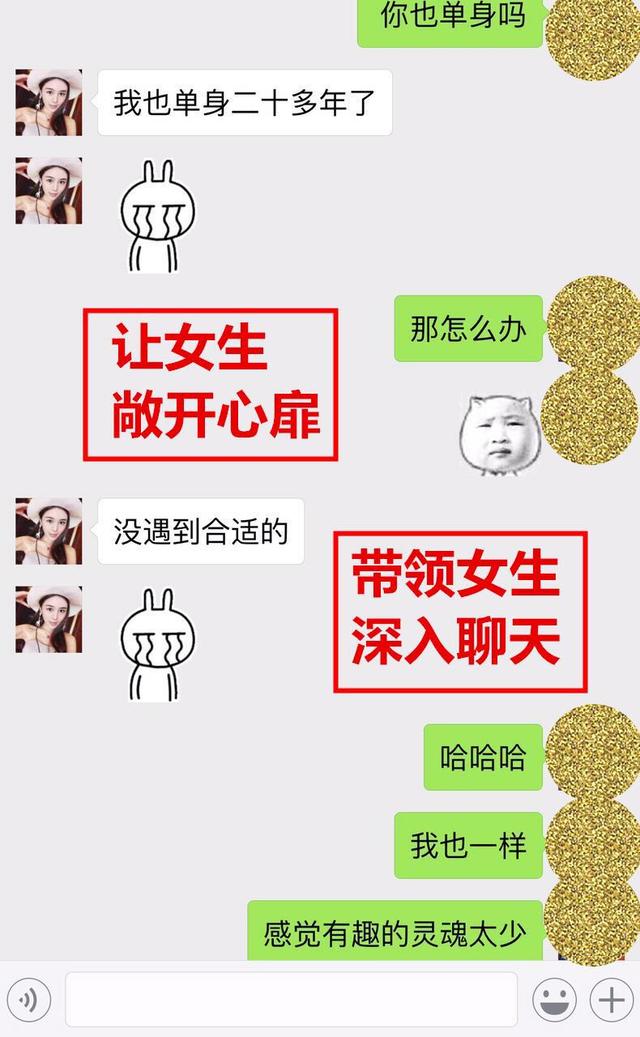 你也单身吗
我也单身二十多年了
那怎么办
让女生
敞开心扉
没遇到合适的
带领女生
深入聊天
哈哈哈
我也一样
感觉有趣的灵魂太少